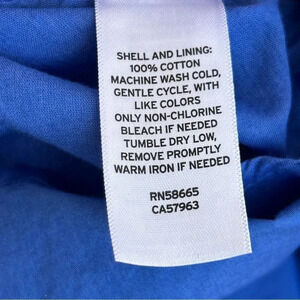 SHELL AND LINING:
100% COTTON
MACHINE WASH COLD,
GENTLE CYCLE, WITH
LIKE COLORS
ONLY NON-CHLORINE
BLEACH IF NEEDED
TUMBLE DRY LOW,
REMOVE PROMPTLY
WARM IRON IF NEEDED
RN58665
CA57963